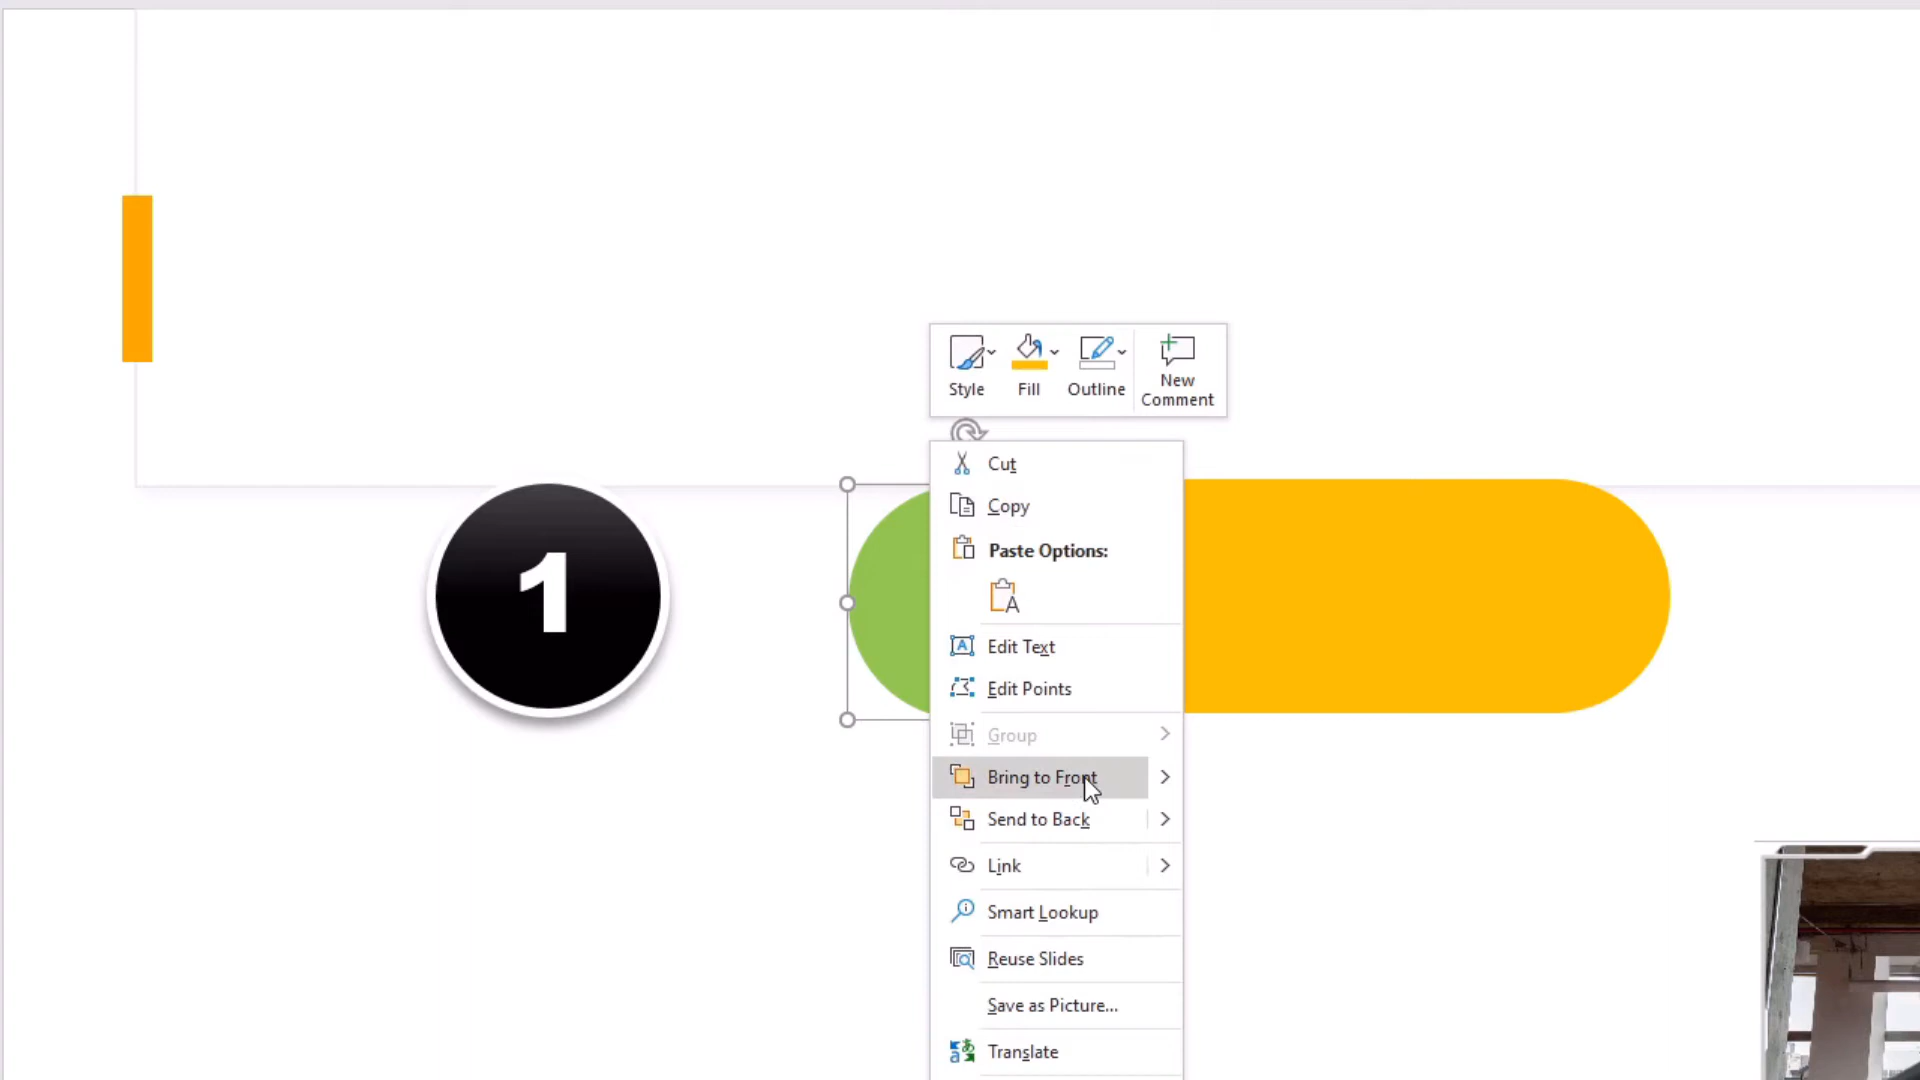 Style
Fill
Outline
New
Comment
Cut
Copy
Paste Options:
A
1
Edit Text
A
Edit Points
Group
Bring to Front
Send to Back
Link
Smart Lookup
Reuse Slides
Save as Picture...
Translate